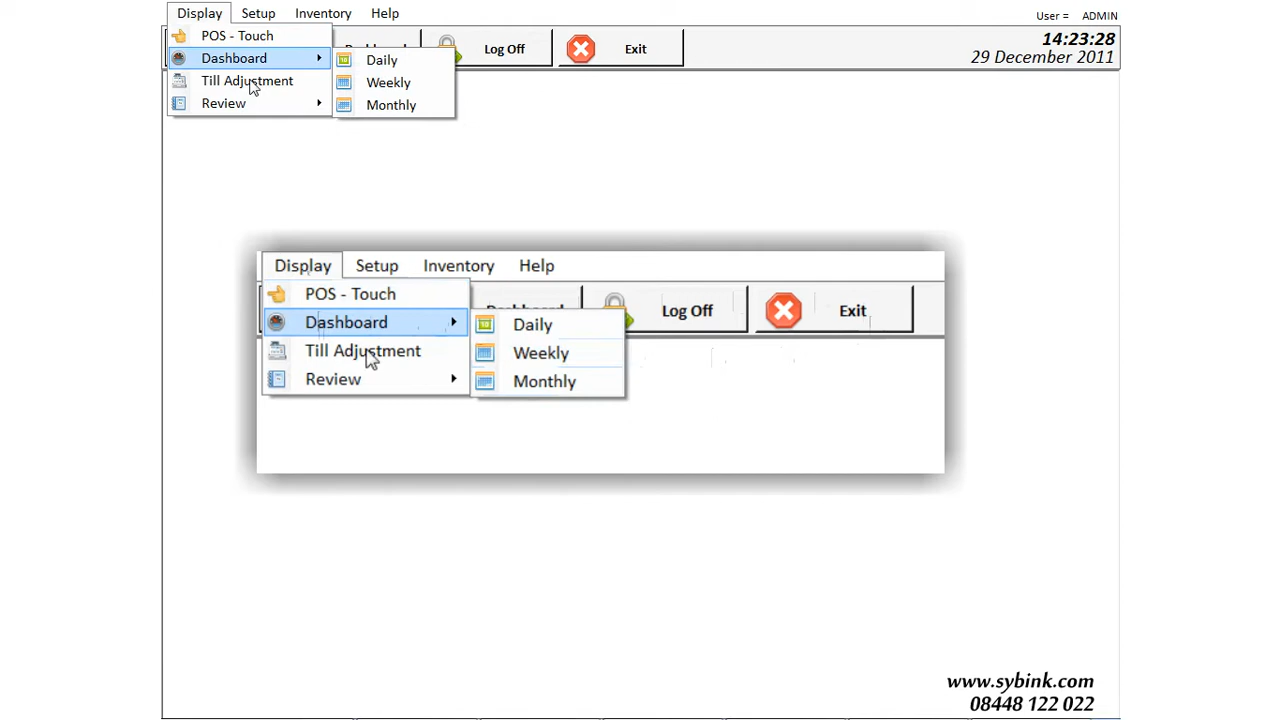 Display Setup Inventory Help
User = ADMIN
POS - Touch
Log Off Exit
14:23:28
29 December 2011
Dashboard
Daily
Till Adjustment
Weekly
Review
Monthly
Display Setup Inventory Help
POS - Touch
Dashboard Log Off Exit
Dashboard
Daily
Till Adjustment
Weekly
Review
Monthly
www.sybink.com
08448 122 022